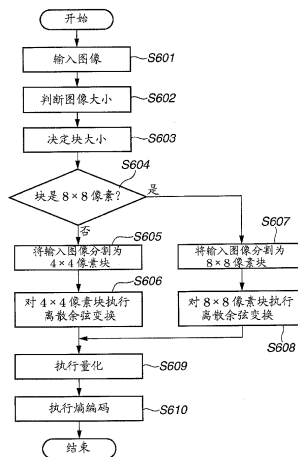 开始
输入图像
S601
判断图像大小
S602
决定块大小
S603
S604
块是8×8像素?
是
否
S605
将输入图像分割为
4×4像素块
S606
对4×4像素块执行
离散余弦变换
S607
将输入图像分割为
8×8像素块
对8×8像素块执行
离散余弦变换
S608
执行量化
S609
执行熵编码
S610
结束